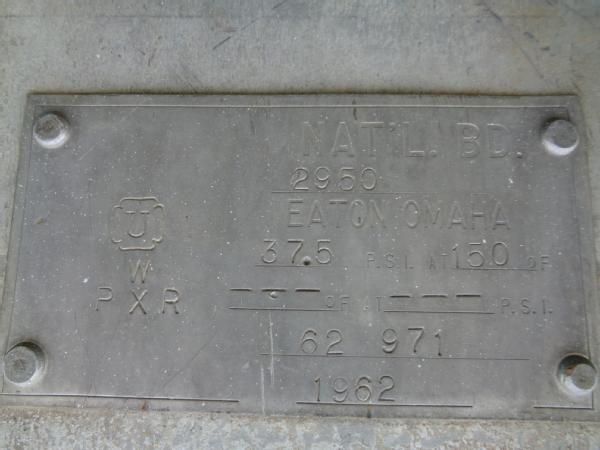 NAT'L. BD.
2950
EATON OMAHA
U
37.5 P.S.I. AT 150 °F
W
P X R
--- °F AT --- P.S.I.
62 971
1962